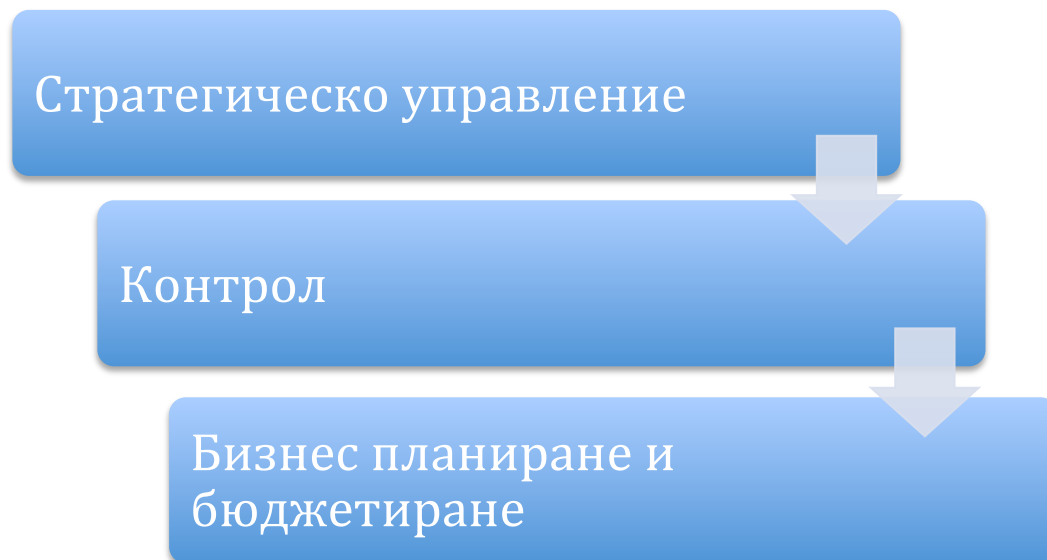 Стратегическо управление
Контрол
Бизнес планиране и
бюджетиране